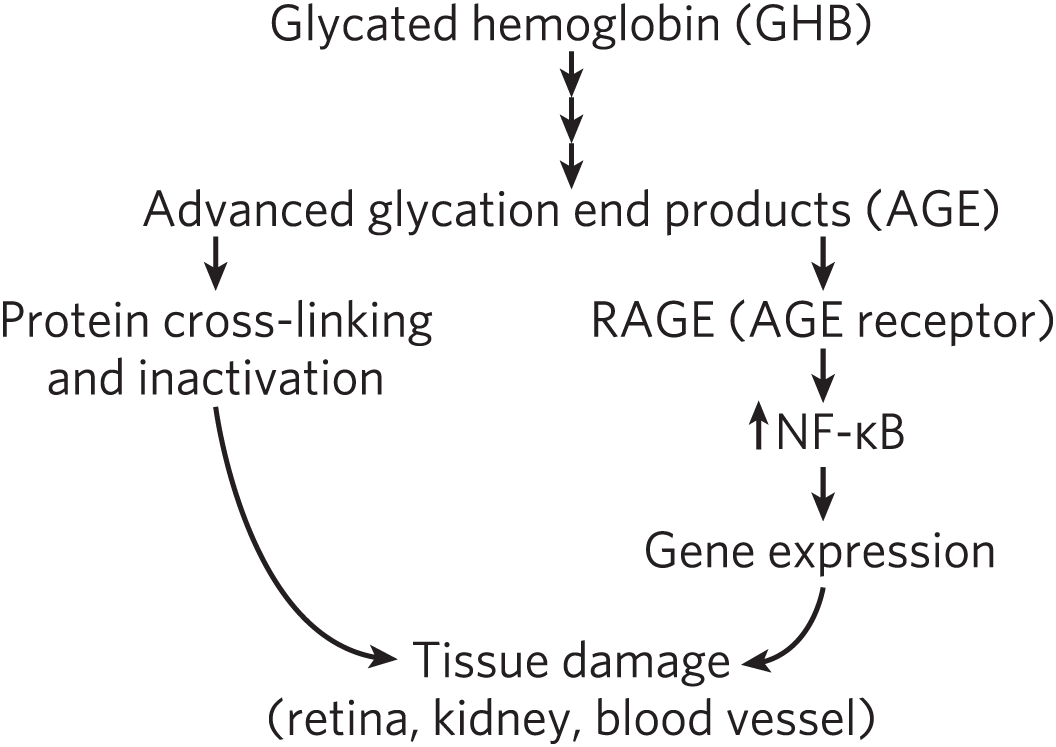 Glycated hemoglobin (GHB)
Advanced glycation end products (AGE)
Protein cross-linking
and inactivation
RAGE (AGE receptor)
↑NF-κB
Gene expression
Tissue damage
(retina, kidney, blood vessel)